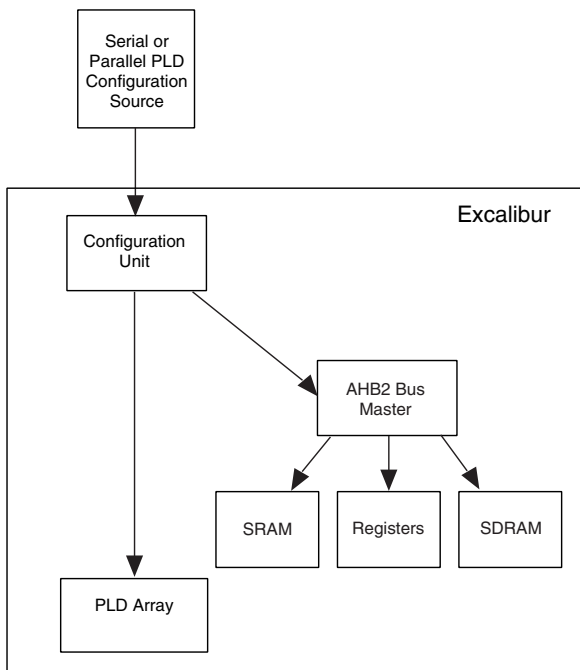 Serial or
Parallel PLD
Configuration
Source
Excalibur
Configuration
Unit
AHB2 Bus
Master
SRAM
Registers
SDRAM
PLD Array